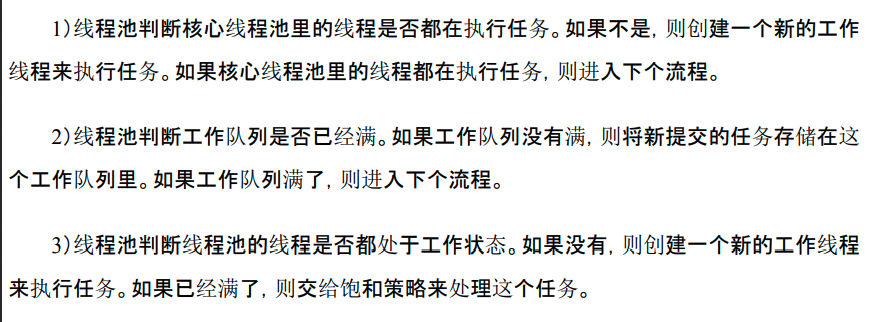 1)线程池判断核心线程池里的线程是否都在执行任务。如果不是,则创建一个新的工作
线程来执行任务。如果核心线程池里的线程都在执行任务,则进入下个流程。
2)线程池判断工作队列是否已经满。如果工作队列没有满,则将新提交的任务存储在这
个工作队列里。如果工作队列满了,则进入下个流程。
3)线程池判断线程池的线程是否都处于工作状态。如果没有,则创建一个新的工作线程
来执行任务。如果已经满了,则交给饱和策略来处理这个任务。